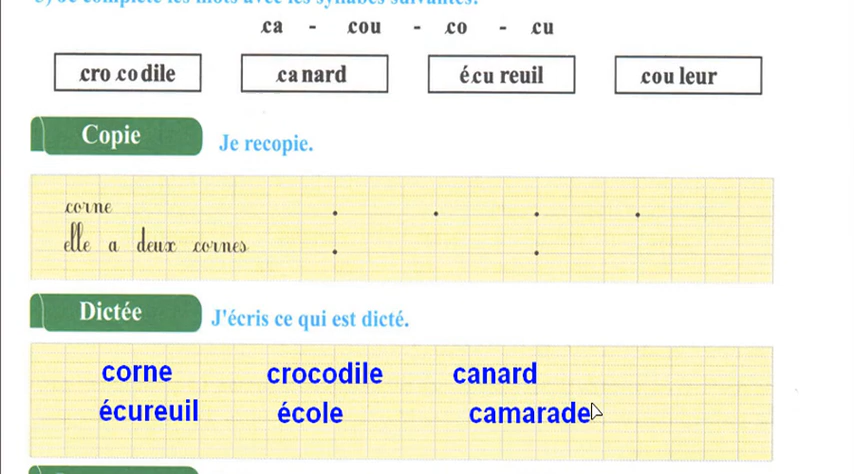 ca - cou - co - cu
cro co dile ca nard é cu reuil cou leur
Copie Je recopie.
corne
elle a deux cornes
Dictée J'écris ce qui est dicté.
corne crocodile canard
écureuil école camarade